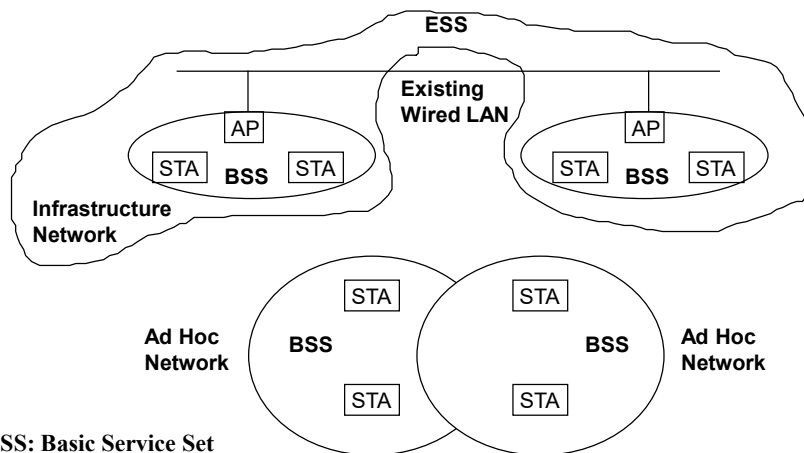 ESS
Existing
Wired LAN
AP
AP
STA
BSS
STA
STA
BSS
STA
Infrastructure
Network
STA
STA
Ad Hoc
Network
BSS
BSS
Ad Hoc
Network
STA
STA
SS: Basic Service Set